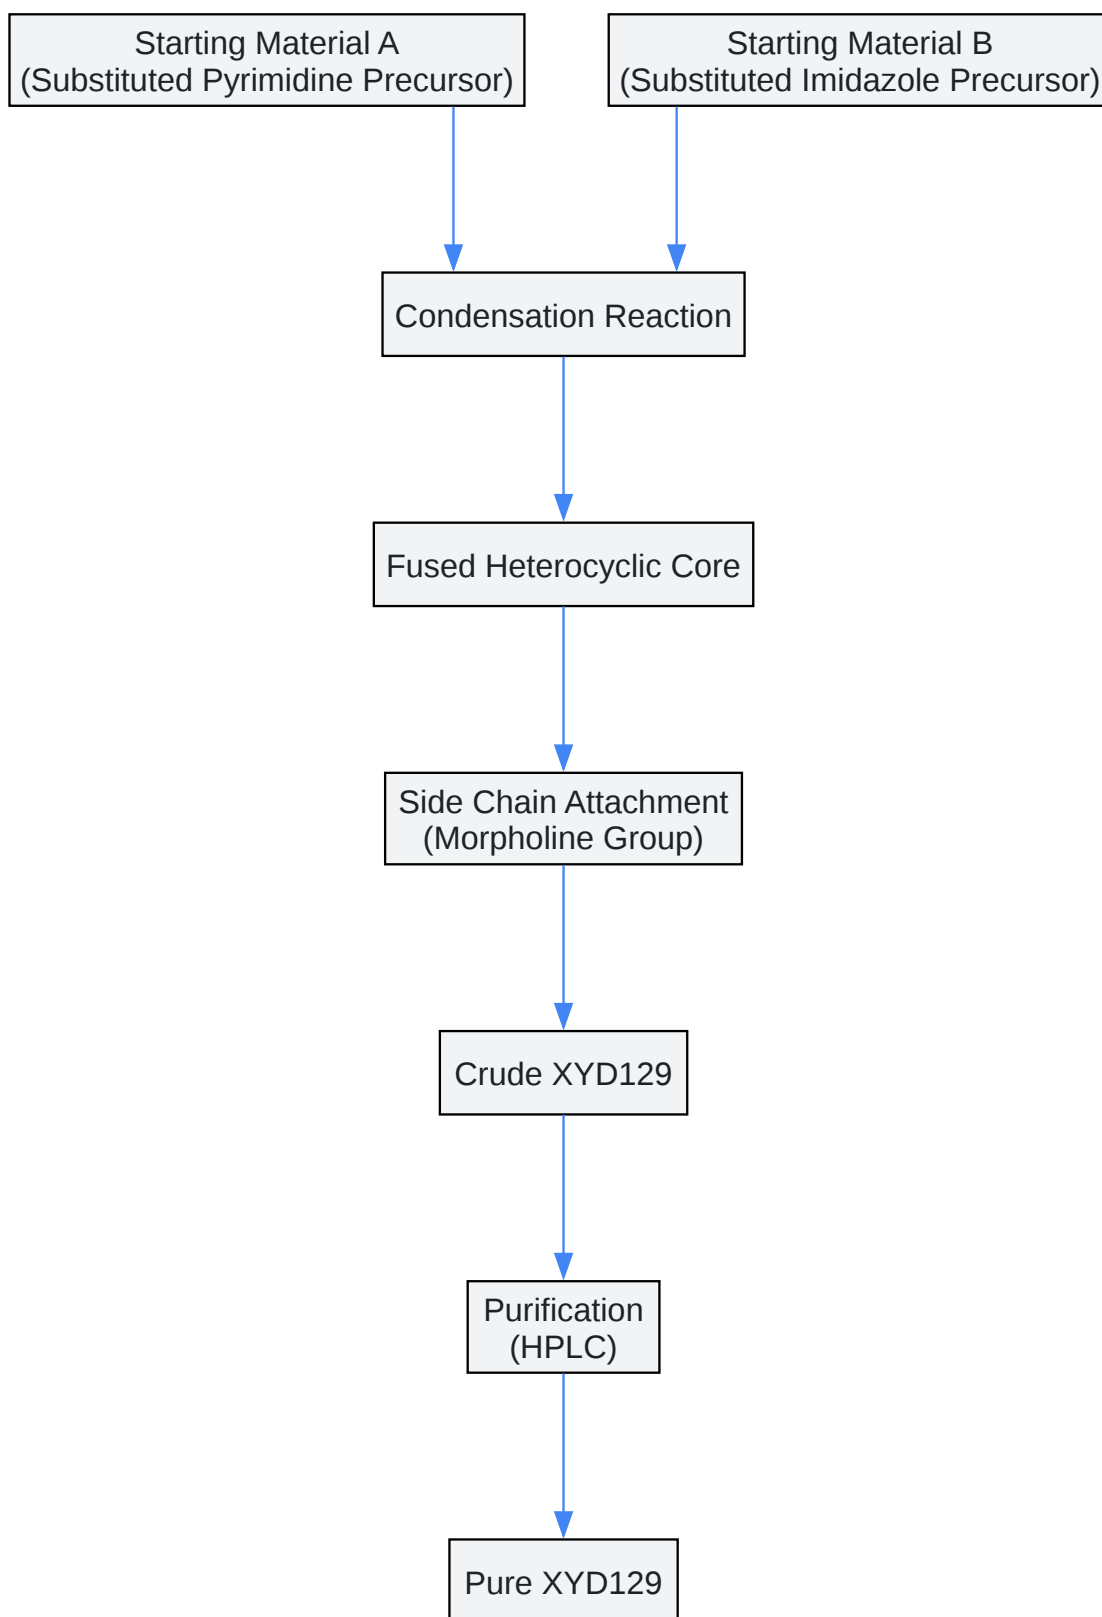 Starting Material A
(Substituted Pyrimidine Precursor)
Starting Material B
(Substituted Imidazole Precursor)
Condensation Reaction
Fused Heterocyclic Core
Side Chain Attachment
(Morpholine Group)
Crude XYD129
Purification
(HPLC)
Pure XYD129